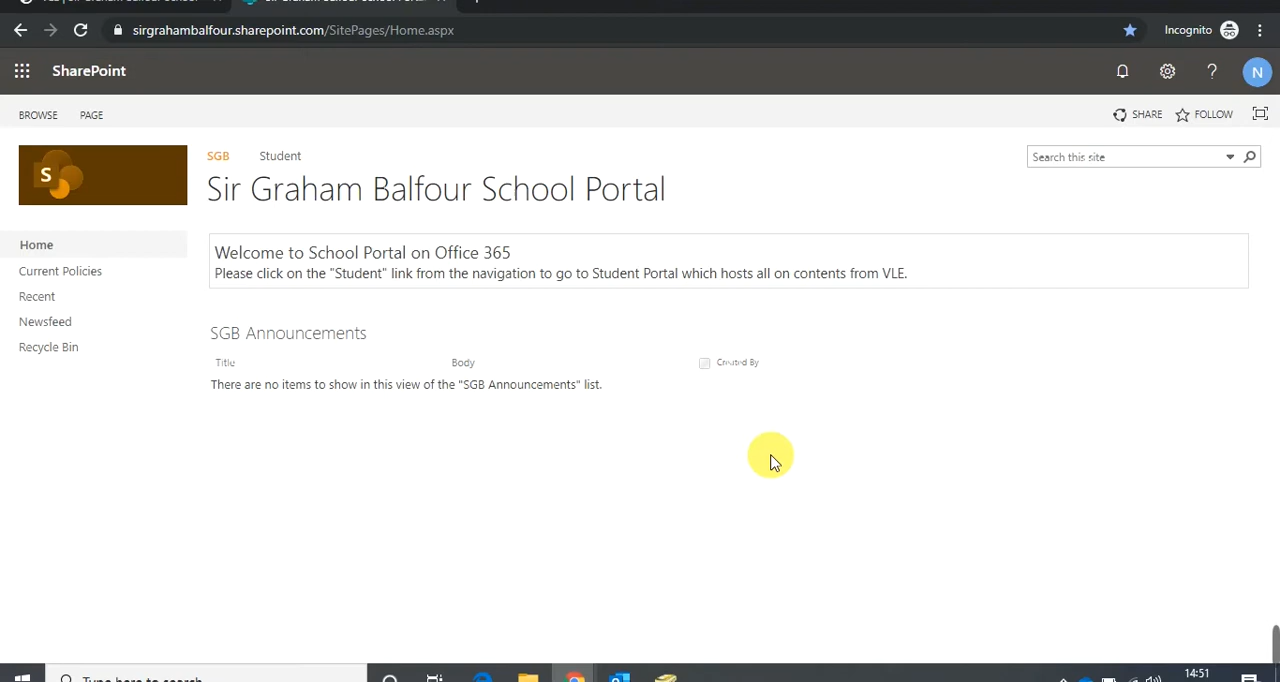 sirgrahambalfour.sharepoint.com/SitePages/Home.aspx
Incognito
SharePoint
N
BROWSE PAGE
SHARE FOLLOW
S
SGB Student
Search this site
Sir Graham Balfour School Portal
Home
Current Policies
Recent
Newsfeed
Recycle Bin
Welcome to School Portal on Office 365
Please click on the "Student" link from the navigation to go to Student Portal which hosts all on contents from VLE.
SGB Announcements
Title Body Created By
There are no items to show in this view of the "SGB Announcements" list.
Type here to search
14:51